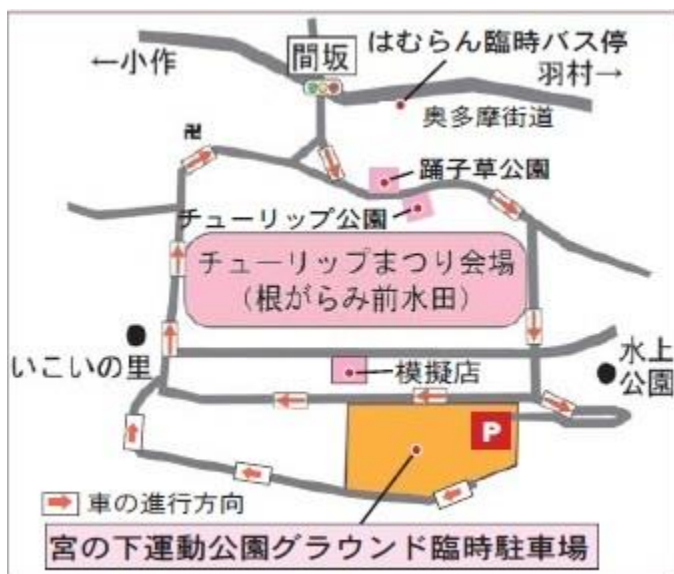 はむらん臨時バス停
間坂
←小作
羽村→
奥多摩街道
卍
踊子草公園
チューリップ公園
チューリップまつり会場
（根がらみ前水田）
いこいの里
模擬店
水上
公園
P
車の進行方向
宮の下運動公園グラウンド臨時駐車場